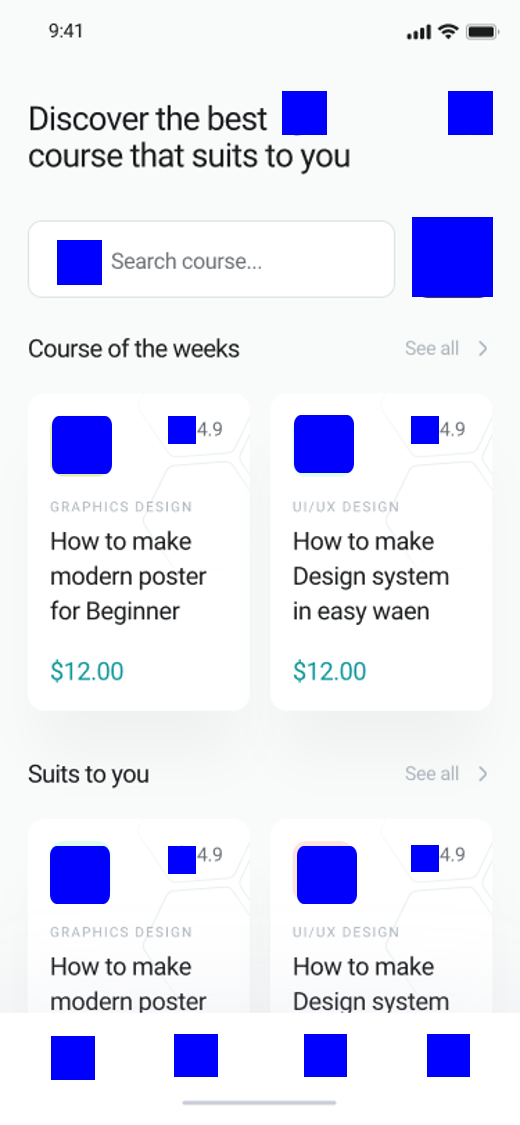 9:41
Discover the best
course that suits to you
Search course...
Course of the weeks
See all
4.9
GRAPHICS DESIGN
How to make
modern poster
for Beginner
$12.00
4.9
UI/UX DESIGN
How to make
Design system
in easy waen
$12.00
Suits to you
See all
4.9
GRAPHICS DESIGN
How to make
modern poster
4.9
UI/UX DESIGN
How to make
Design system